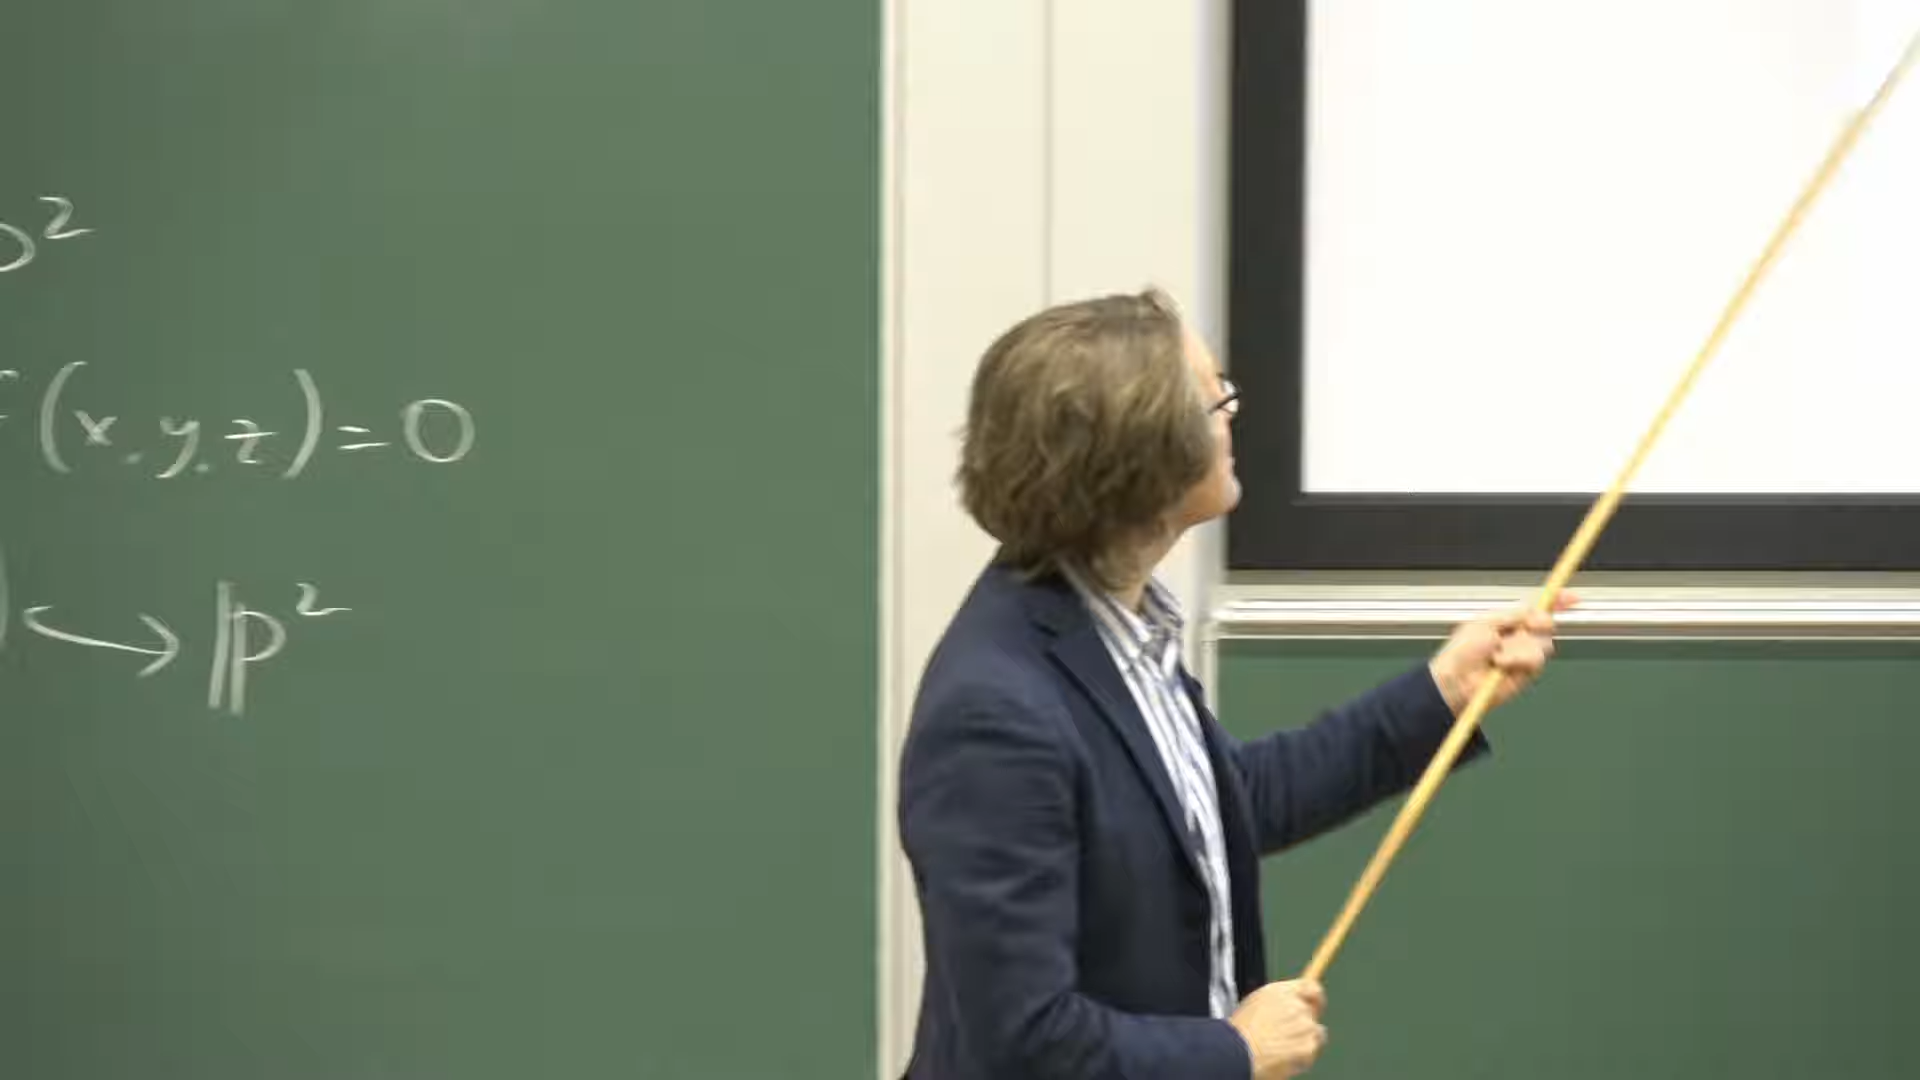 ²
(x, y, z) = 0
↪ ℙ²